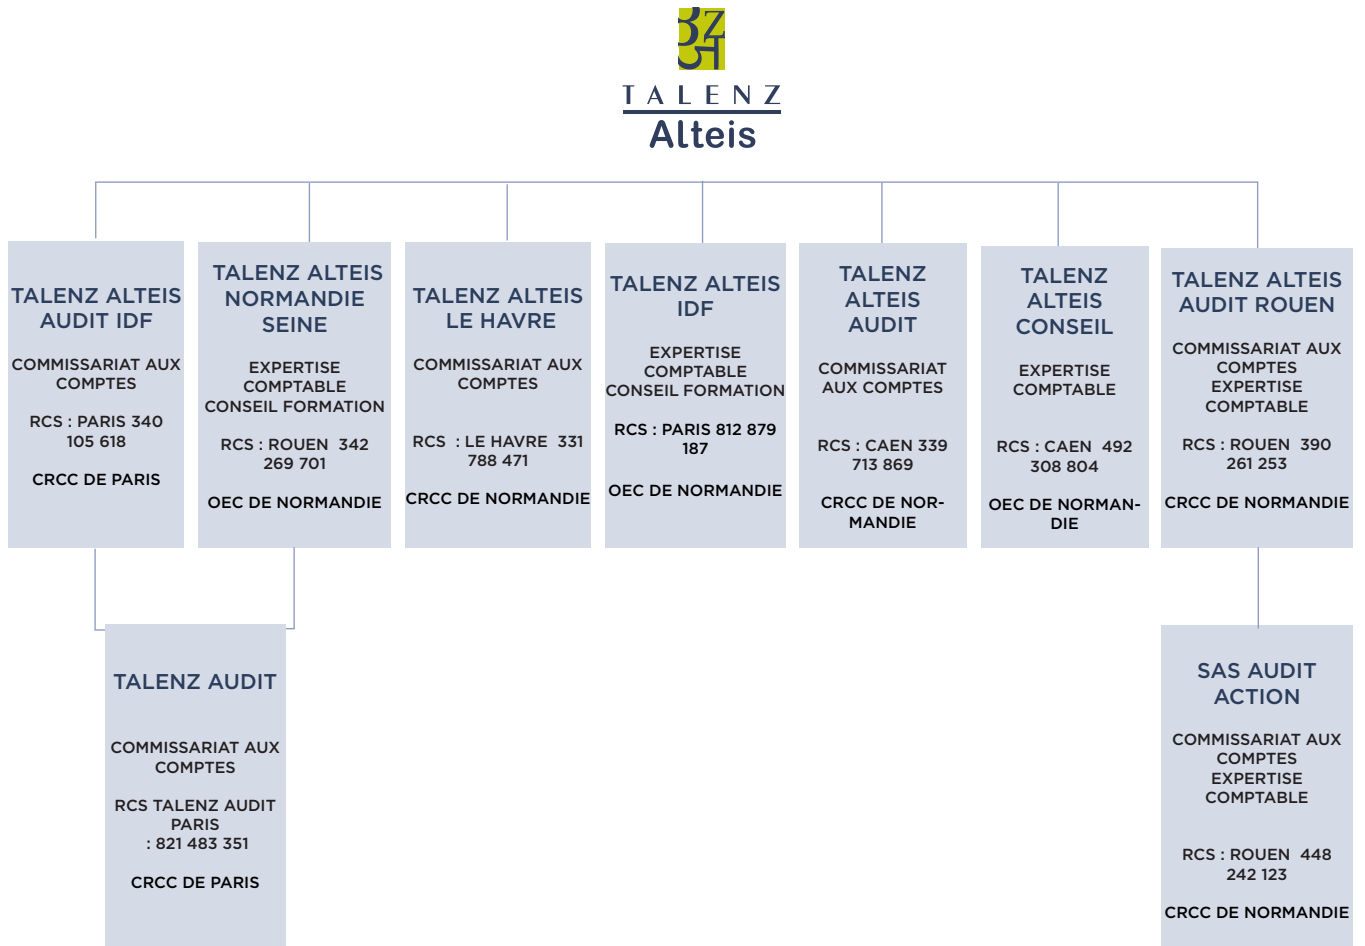 TALENZ
Alteis
TALENZ ALTEIS
AUDIT IDF
COMMISSARIAT AUX
COMPTES
RCS : PARIS 340
105 618
CRCC DE PARIS
TALENZ ALTEIS
NORMANDIE
SEINE
EXPERTISE
COMPTABLE
CONSEIL FORMATION
RCS : ROUEN 342
269 701
OEC DE NORMANDIE
TALENZ ALTEIS
LE HAVRE
COMMISSARIAT AUX
COMPTES
RCS : LE HAVRE 331
788 471
CRCC DE NORMANDIE
TALENZ ALTEIS
IDF
EXPERTISE
COMPTABLE
CONSEIL FORMATION
RCS : PARIS 812 879
187
OEC DE NORMANDIE
TALENZ
ALTEIS
AUDIT
COMMISSARIAT
AUX COMPTES
RCS : CAEN 339
713 869
CRCC DE NOR-
MANDIE
TALENZ
ALTEIS
CONSEIL
EXPERTISE
COMPTABLE
RCS : CAEN 492
308 804
OEC DE NORMAN-
DIE
TALENZ ALTEIS
AUDIT ROUEN
COMMISSARIAT AUX
COMPTES
EXPERTISE
COMPTABLE
RCS : ROUEN 390
261 253
CRCC DE NORMANDIE
TALENZ AUDIT
COMMISSARIAT AUX
COMPTES
RCS TALENZ AUDIT
PARIS
: 821 483 351
CRCC DE PARIS
SAS AUDIT
ACTION
COMMISSARIAT AUX
COMPTES
EXPERTISE
COMPTABLE
RCS : ROUEN 448
242 123
CRCC DE NORMANDIE